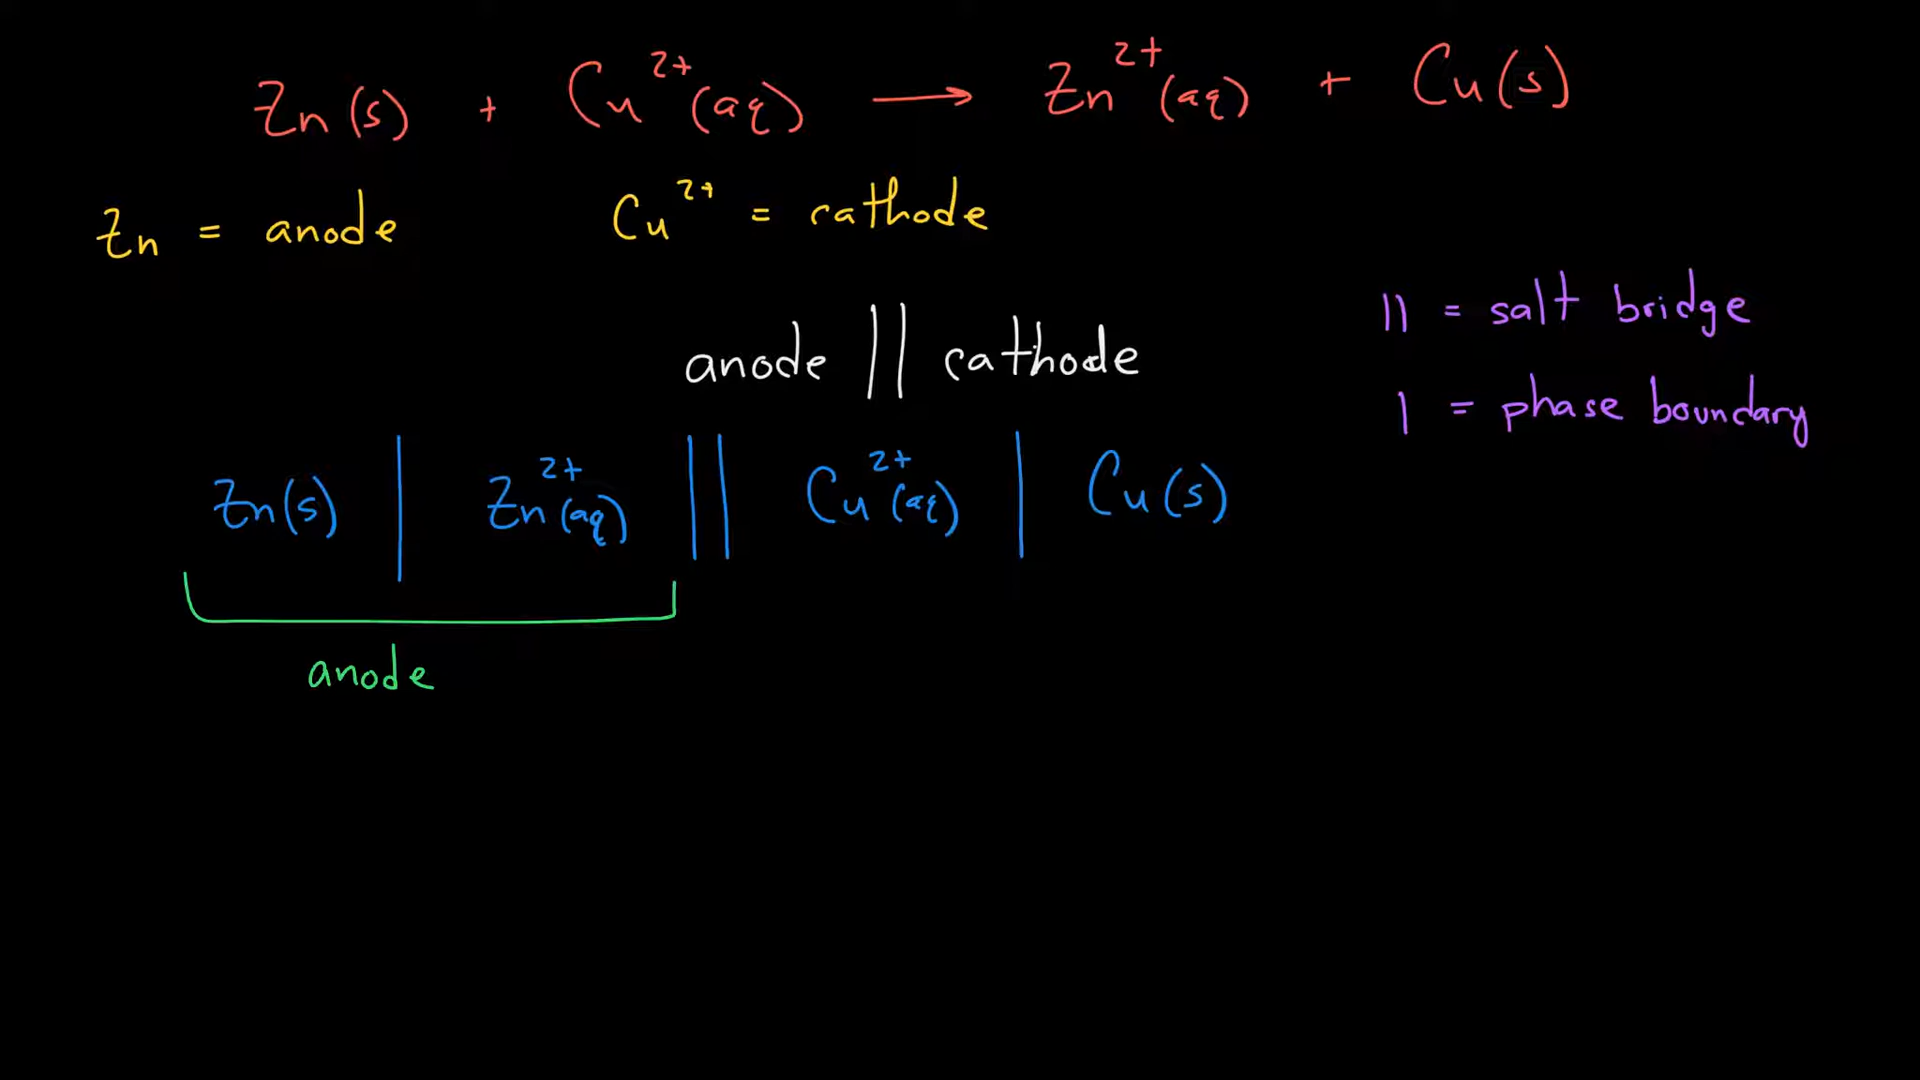 Zn(s) + Cu²⁺(aq) ⟶ Zn²⁺(aq) + Cu(s)
Zn = anode Cu²⁺ = cathode
|| = salt bridge
anode || cathode
| = phase boundary
Zn(s) | Zn²⁺(aq) || Cu²⁺(aq) | Cu(s)
anode